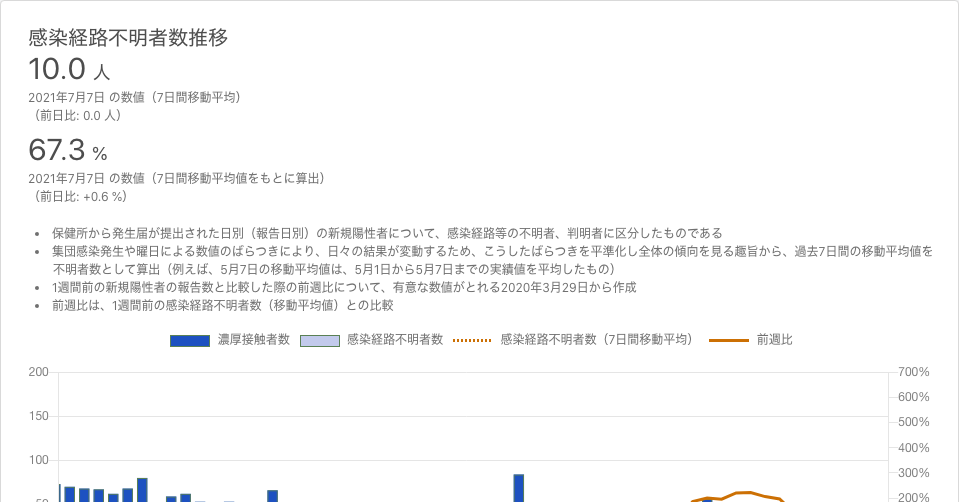 感染経路不明者数推移
10.0 人
2021年7月7日 の数値（7日間移動平均）
（前日比: 0.0 人）
67.3 %
2021年7月7日 の数値（7日間移動平均値をもとに算出）
（前日比: +0.6 %）
• 保健所から発生届が提出された日別（報告日別）の新規陽性者について、感染経路等の不明者、判明者に区分したものである
• 集団感染発生や曜日による数値のばらつきにより、日々の結果が変動するため、こうしたばらつきを平準化し全体の傾向を見る趣旨から、過去7日間の移動平均値を
不明者数として算出（例えば、5月7日の移動平均値は、5月1日から5月7日までの実績値を平均したもの）
• 1週間前の新規陽性者の報告数と比較した際の前週比について、有意な数値がとれる2020年3月29日から作成
• 前週比は、1週間前の感染経路不明者数（移動平均値）との比較
濃厚接触者数 感染経路不明者数 感染経路不明者数（7日間移動平均） 前週比
200 700%
600%
150 500%
400%
100 300%
50 200%